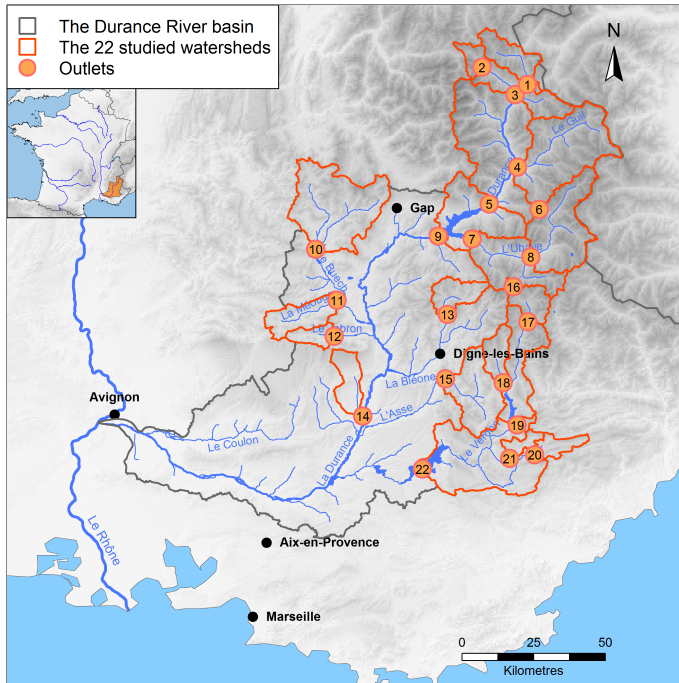 The Durance River basin
The 22 studied watersheds
Outlets
N
2
1
3
Le Guil
4
Durance
5
6
Gap
9
7
L'Ubaye
8
10
Le Buech
16
11
La Méouge
13
17
12
Le Jabron
Digne-les-Bains
La Bléone
15
18
Avignon
14
L'Asse
19
Le Coulon
Le Verdon
La Durance
21
20
22
Le Rhône
Aix-en-Provence
Marseille
0 25 50
Kilometres